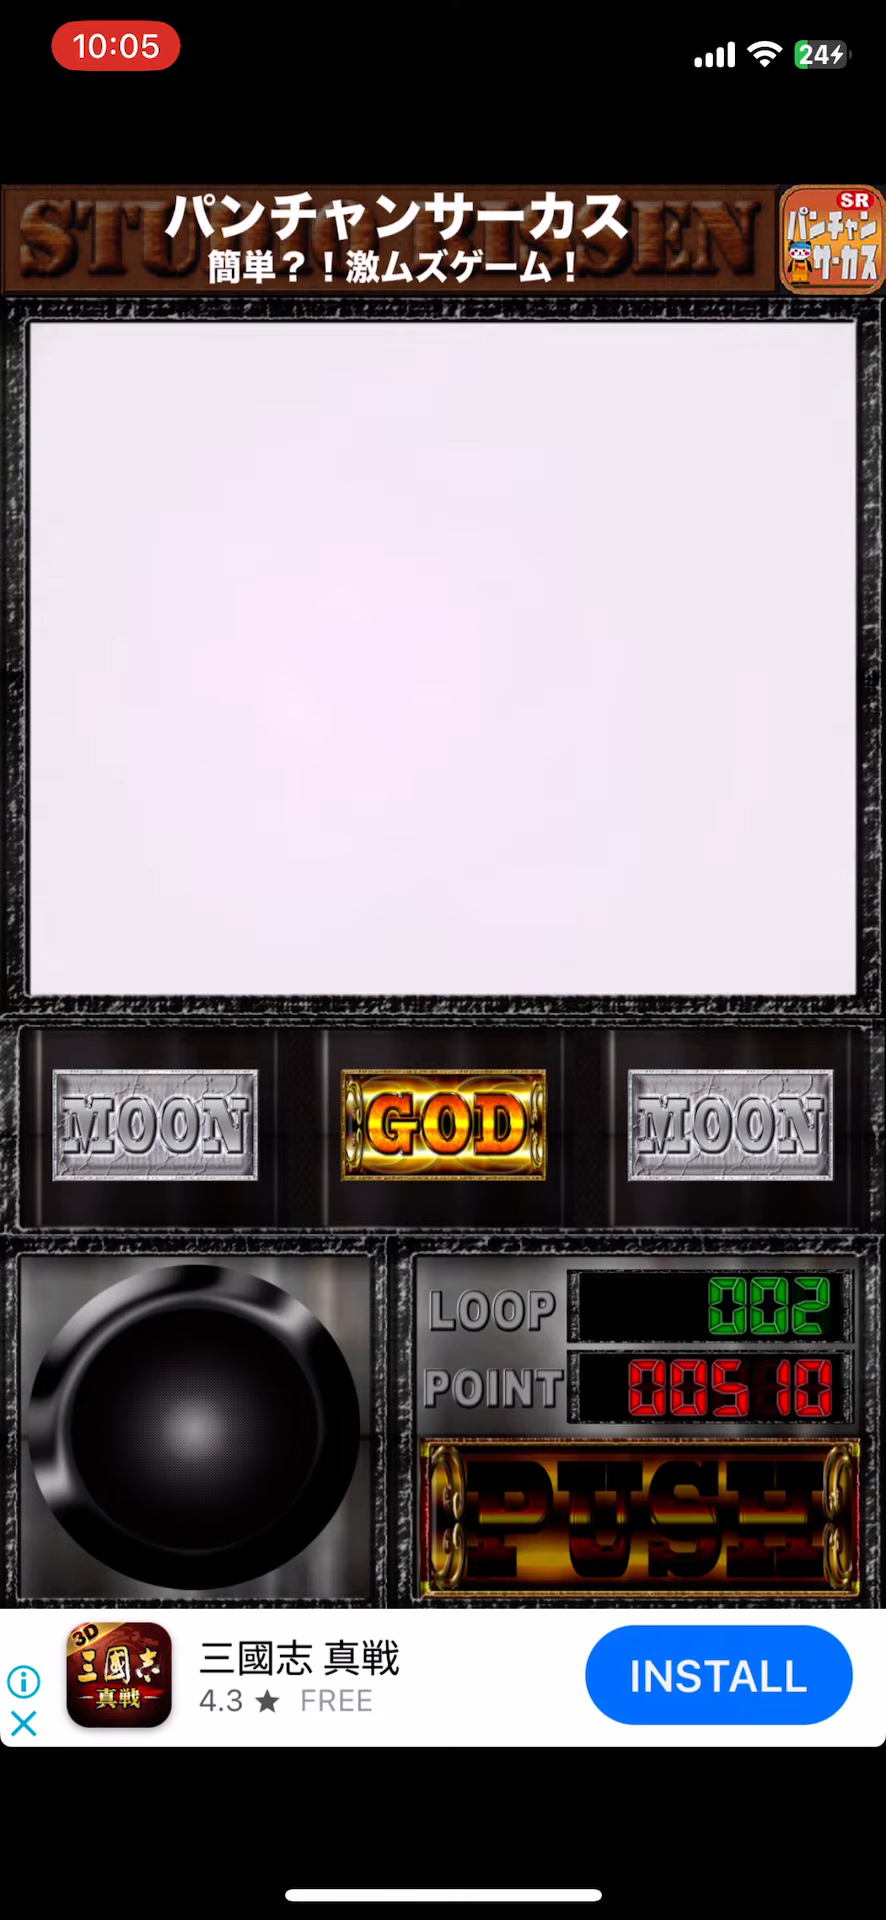 10:05
24
パンチャンサーカス
簡単？！激ムズゲーム！
SR
パンチャン
サーカス
MOON
GOD
MOON
LOOP
002
POINT
00510
PUSH
3D
三國志
真戦
三國志 真戦
4.3 ★ FREE
INSTALL